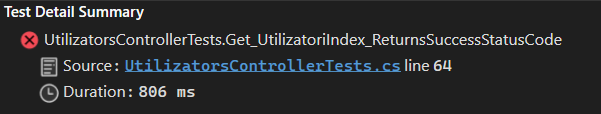 Test Detail Summary
UtilizatorsControllerTests.Get_UtilizatoriIndex_ReturnsSuccessStatusCode
Source: UtilizatorsControllerTests.cs line 64
Duration: 806 ms